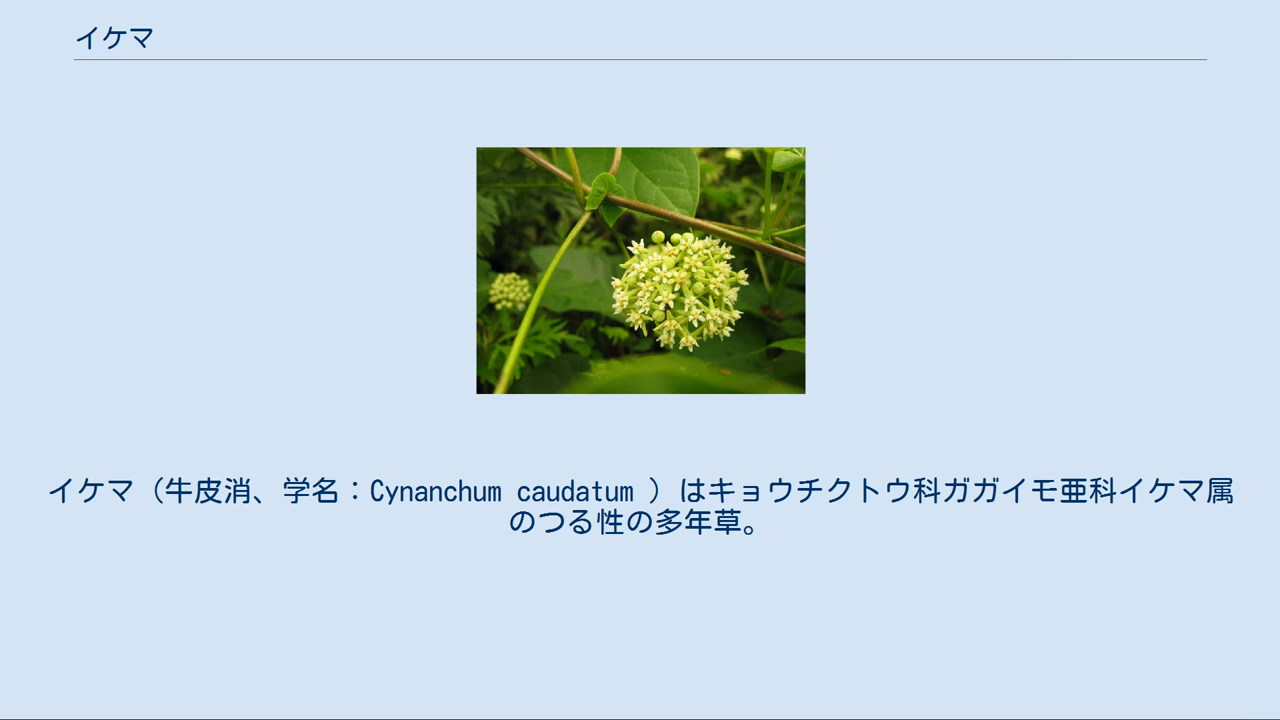 イケマ
イケマ（牛皮消、学名：Cynanchum caudatum ）はキョウチクトウ科ガガイモ亜科イケマ属
のつる性の多年草。